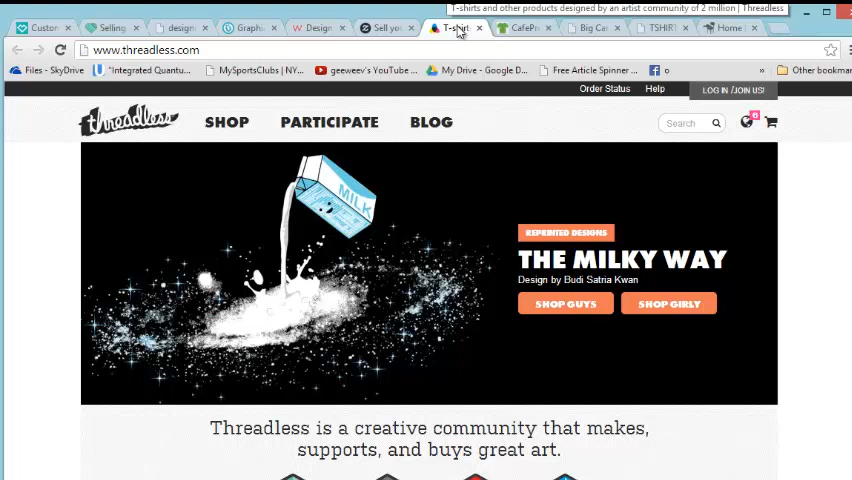 T-shirts and other products designed by an artist community of 2 million | Threadless
Custom
Selling
design
Graphi
Design
Sell you
T-shirt
CafePr
Big Car
TSHIRT
Home
www.threadless.com
Files - SkyDrive
"Integrated Quantu...
MySportsClubs | NY...
geeweev's YouTube ...
My Drive - Google D...
Free Article Spinner ...
o
»
Other bookmar
Order Status
Help
LOG IN /JOIN US!
threadless
SHOP
PARTICIPATE
BLOG
Search
MILK
REPRINTED DESIGNS
THE MILKY WAY
Design by Budi Satria Kwan
SHOP GUYS
SHOP GIRLY
Threadless is a creative community that makes,
supports, and buys great art.